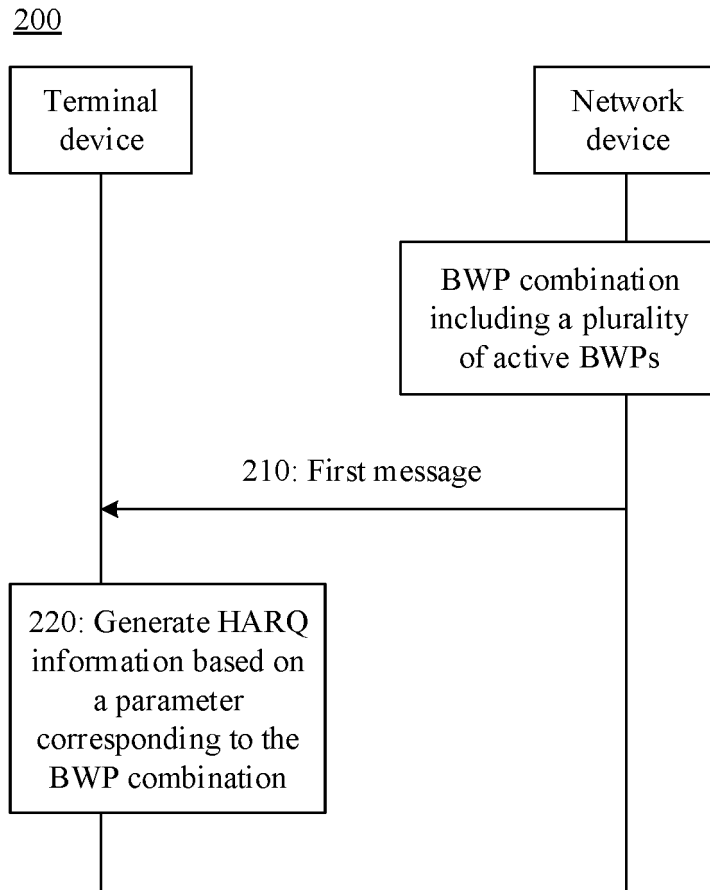 200
Terminal
device
Network
device
BWP combination
including a plurality
of active BWPs
210: First message
220: Generate HARQ
information based on
a parameter
corresponding to the
BWP combination